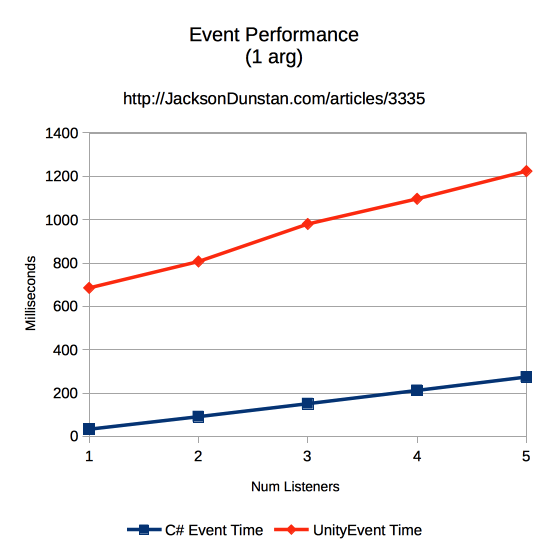 Event Performance
(1 arg)
http://JacksonDunstan.com/articles/3335
1400
1200
1000
800
600
400
200
0
Milliseconds
1 2 3 4 5
Num Listeners
C# Event Time UnityEvent Time